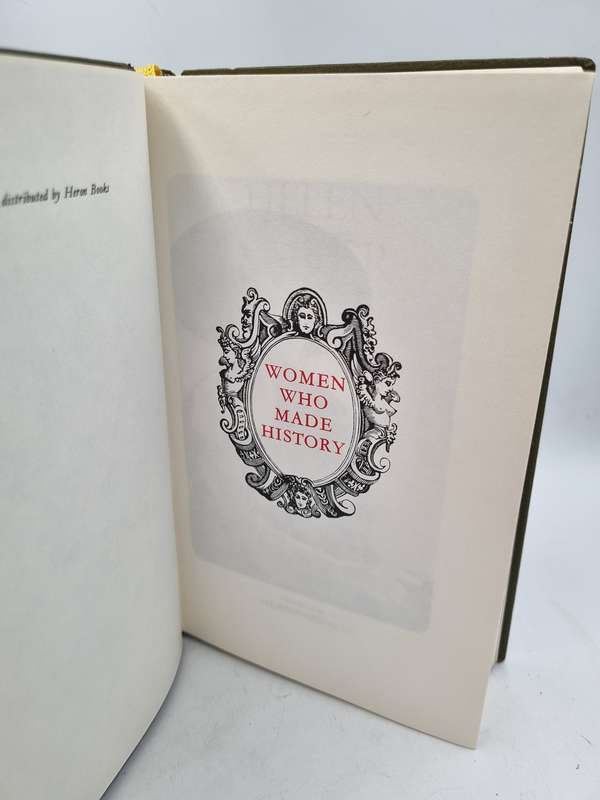 distributed by Heron Books
WOMEN
WHO
MADE
HISTORY